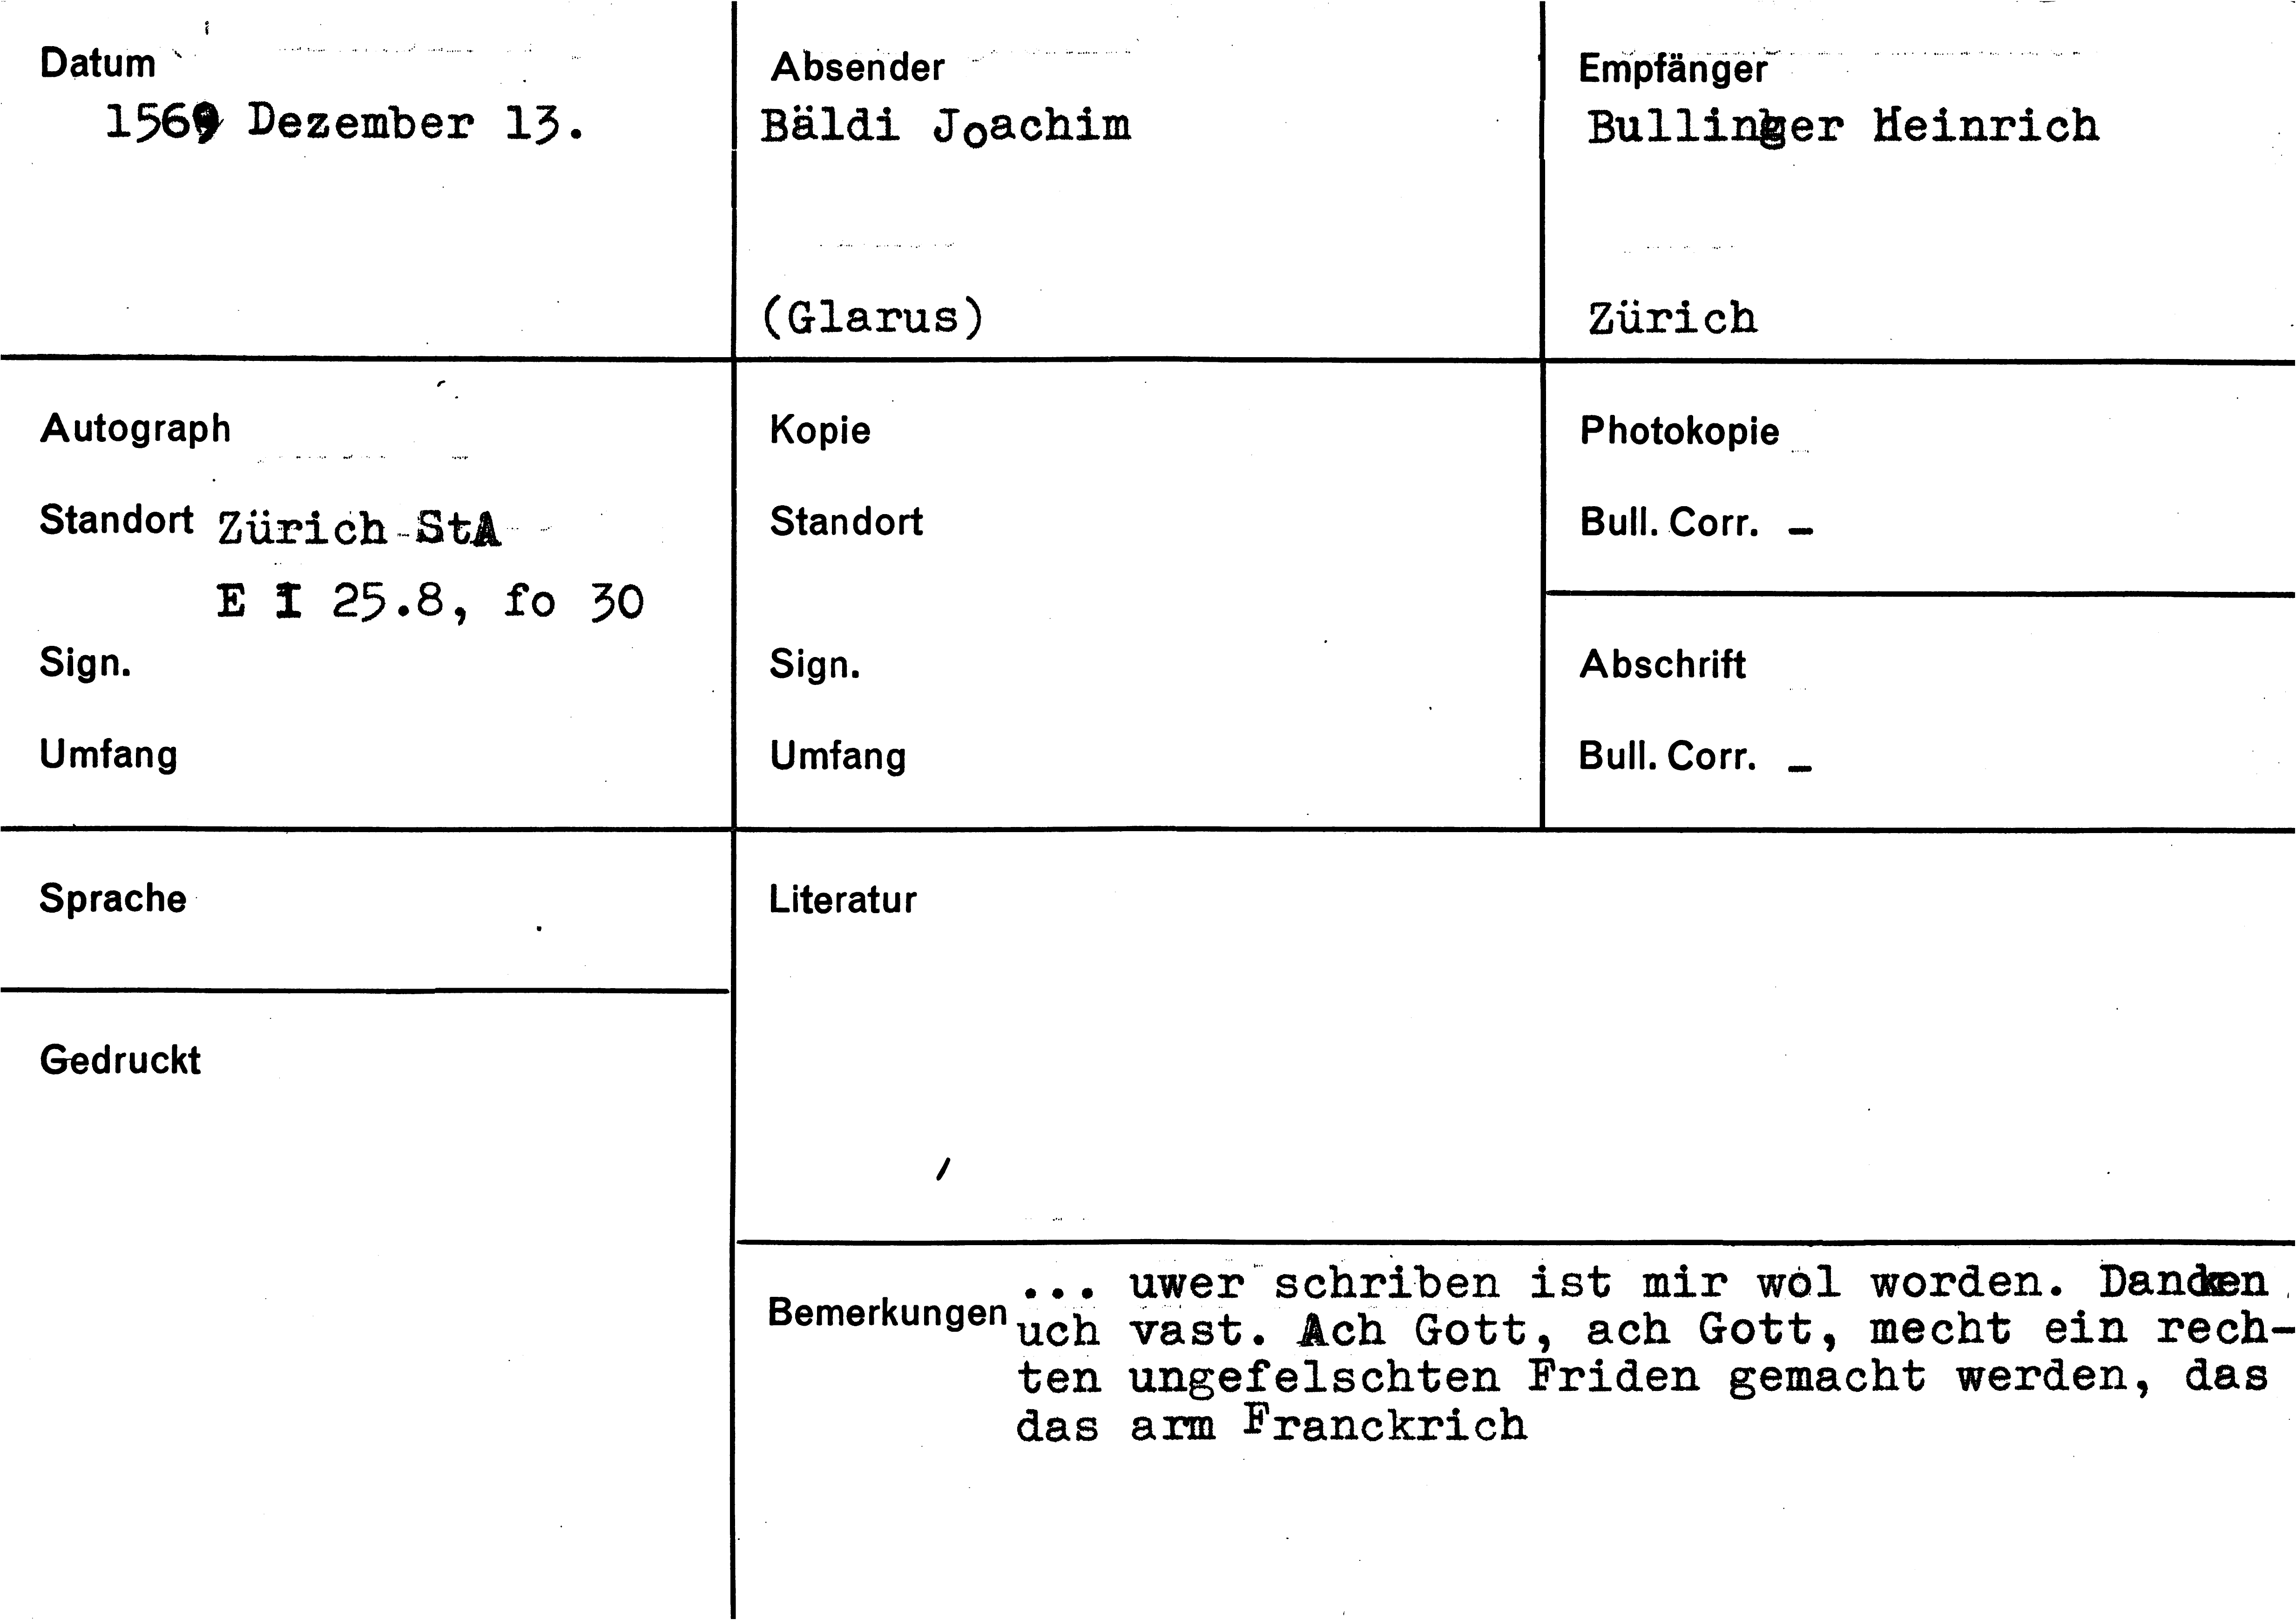 Datum
1569 Dezember 13.
Absender
Bäldi Joachim
(Glarus)
Empfänger
Bullinger Heinrich
Zürich
Autograph
Standort Zürich StA
E I 25.8, fo 30
Sign.
Umfang
Kopie
Standort
Sign.
Umfang
Photokopie
Bull. Corr. –
Abschrift
Bull. Corr. –
Sprache
Literatur
Gedruckt
Bemerkungen
... uwer schriben ist mir wol worden. Dancken
uch vast. Ach Gott, ach Gott, mecht ein rech-
ten ungefelschten Friden gemacht werden, das
das arm Franckrich